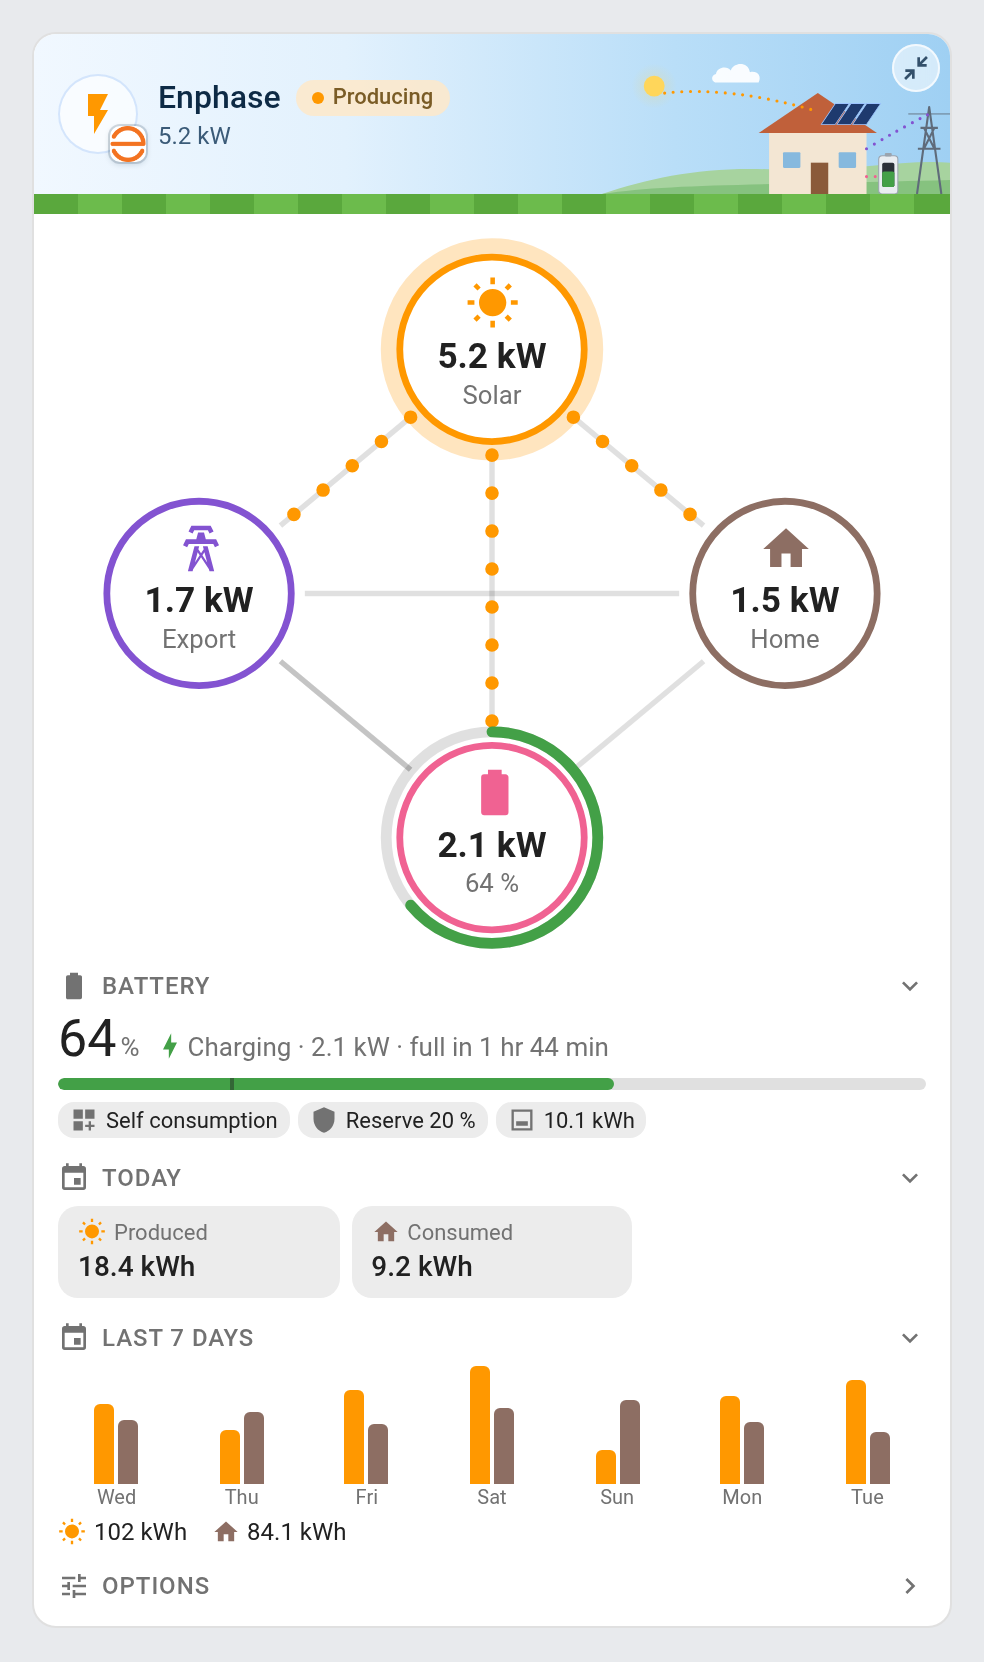 Enphase
Producing
5.2 kW
5.2 kW
Solar
1.7 kW
Export
1.5 kW
Home
2.1 kW
64 %
BATTERY
64 % Charging · 2.1 kW · full in 1 hr 44 min
Self consumption
Reserve 20 %
10.1 kWh
TODAY
Produced
18.4 kWh
Consumed
9.2 kWh
LAST 7 DAYS
Wed Thu Fri Sat Sun Mon Tue
102 kWh 84.1 kWh
OPTIONS